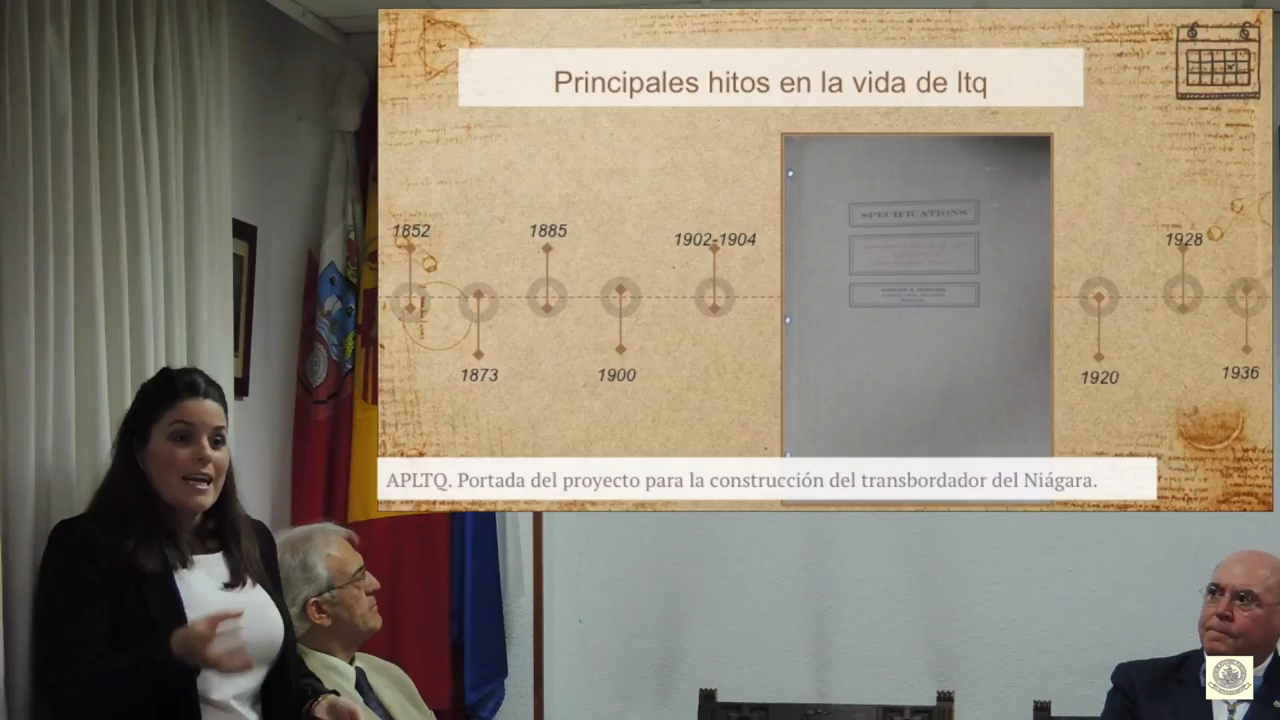 Principales hitos en la vida de ltq
1852
1885
1902-1904
1928
1873
1900
1920
1936
SPECIFICATIONS
APLTQ. Portada del proyecto para la construcción del transbordador del Niágara.